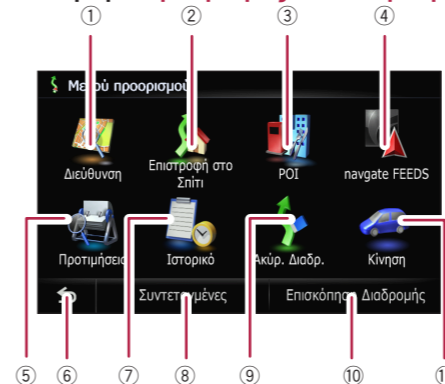 ① ② ③ ④
Μενού προορισμού
Διεύθυνση Επιστροφή στο Σπίτι POI navgate FEEDS
Προτιμήσεις Ιστορικό Ακύρ. Διαδρ. Κίνηση
Συντεταγμένες Επισκόπηση Διαδρομής
⑤ ⑥ ⑦ ⑧ ⑨ ⑩